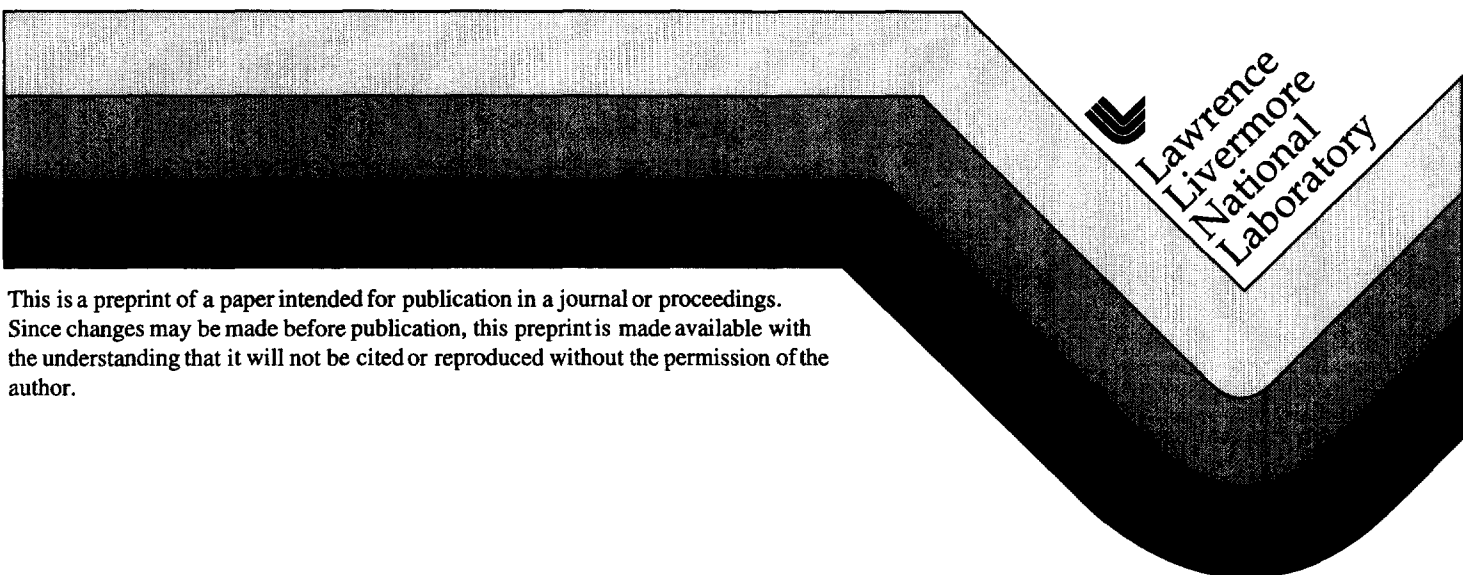 Lawrence
Livermore
National
Laboratory
This is a preprint of a paper intended for publication in a journal or proceedings.
Since changes may be made before publication, this preprint is made available with
the understanding that it will not be cited or reproduced without the permission of the
author.